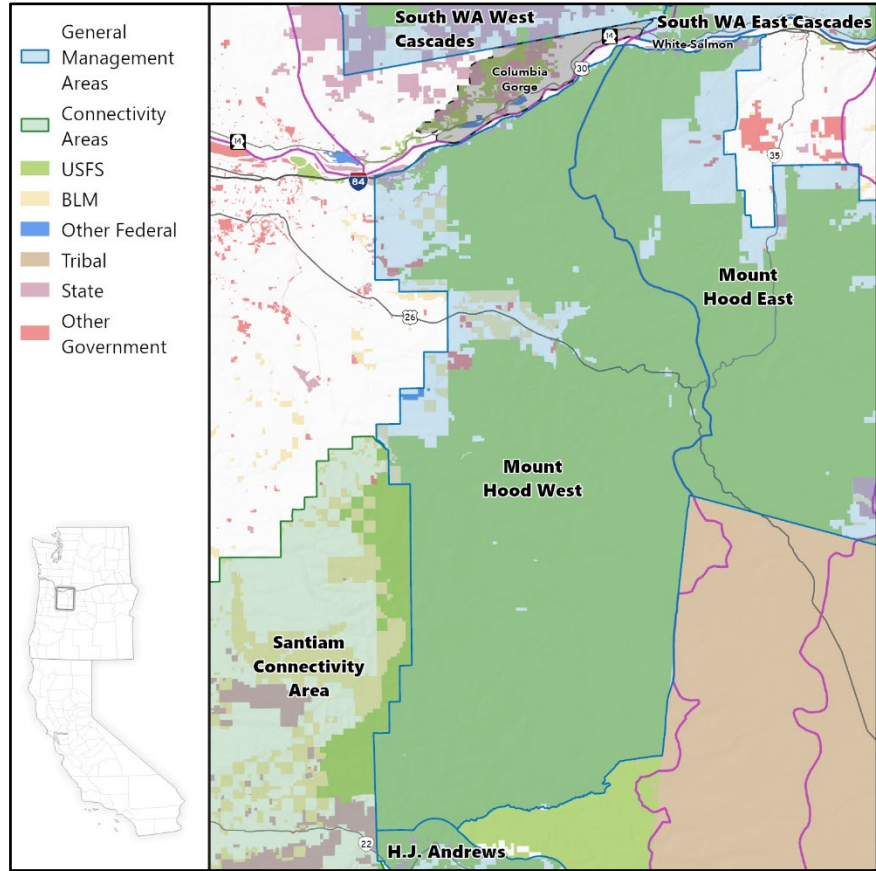 General
Management
Areas
Connectivity
Areas
USFS
BLM
Other Federal
Tribal
State
Other
Government
South WA West
Cascades
14
South WA East Cascades
White-Salmon
30
Columbia
Gorge
14
84
35
26
Mount
Hood East
Mount
Hood West
Santiam
Connectivity
Area
22
H.J. Andrews